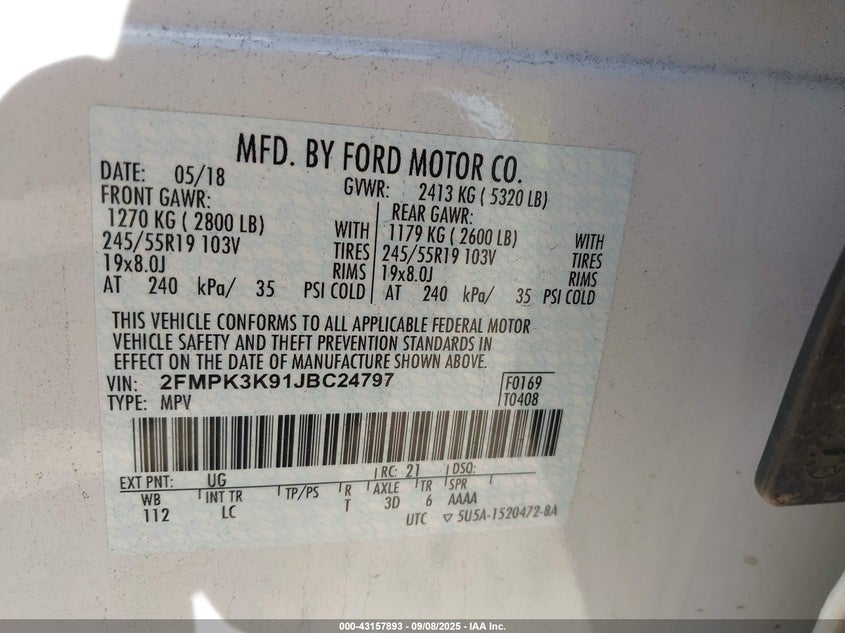 MFD. BY FORD MOTOR CO.
DATE: 05/18 GVWR: 2413 KG ( 5320 LB)
FRONT GAWR: REAR GAWR:
1270 KG ( 2800 LB) WITH 1179 KG ( 2600 LB) WITH
245/55R19 103V TIRES 245/55R19 103V TIRES
19x8.0J RIMS 19x8.0J RIMS
AT 240 kPa/ 35 PSI COLD AT 240 kPa/ 35 PSI COLD
THIS VEHICLE CONFORMS TO ALL APPLICABLE FEDERAL MOTOR
VEHICLE SAFETY AND THEFT PREVENTION STANDARDS IN
EFFECT ON THE DATE OF MANUFACTURE SHOWN ABOVE.
VIN: 2FMPK3K91JBC24797 F0169
TYPE: MPV T0408
EXT PNT: UG RC: 21 DSO:
WB INT TR TP/PS R AXLE TR SPR
112 LC T 3D 6 AAAA
UTC ▽ 5U5A-1520472-BA
000-43157893 - 09/08/2025 - IAA Inc.